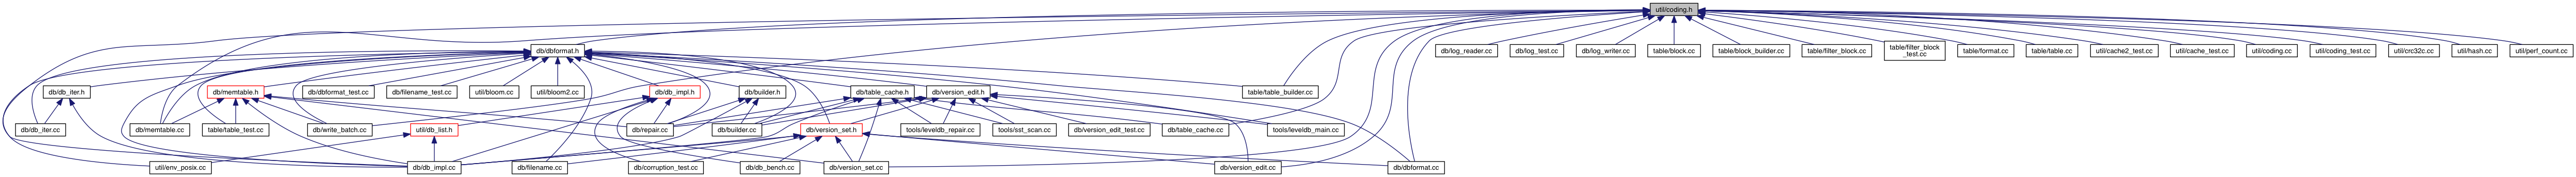 util/coding.h
db/dbformat.h
db/log_reader.cc
db/log_test.cc
db/log_writer.cc
table/block.cc
table/block_builder.cc
table/filter_block.cc
table/filter_block
_test.cc
table/format.cc
table/table.cc
util/cache2_test.cc
util/cache_test.cc
util/coding.cc
util/coding_test.cc
util/crc32c.cc
util/hash.cc
util/perf_count.cc
db/db_iter.h
db/memtable.h
db/dbformat_test.cc
db/filename_test.cc
util/bloom.cc
util/bloom2.cc
db/db_impl.h
db/builder.h
db/table_cache.h
db/version_edit.h
table/table_builder.cc
db/db_iter.cc
db/memtable.cc
table/table_test.cc
db/write_batch.cc
util/db_list.h
db/repair.cc
db/builder.cc
db/version_set.h
tools/leveldb_repair.cc
tools/sst_scan.cc
db/version_edit_test.cc
db/table_cache.cc
tools/leveldb_main.cc
util/env_posix.cc
db/db_impl.cc
db/filename.cc
db/corruption_test.cc
db/db_bench.cc
db/version_set.cc
db/version_edit.cc
db/dbformat.cc